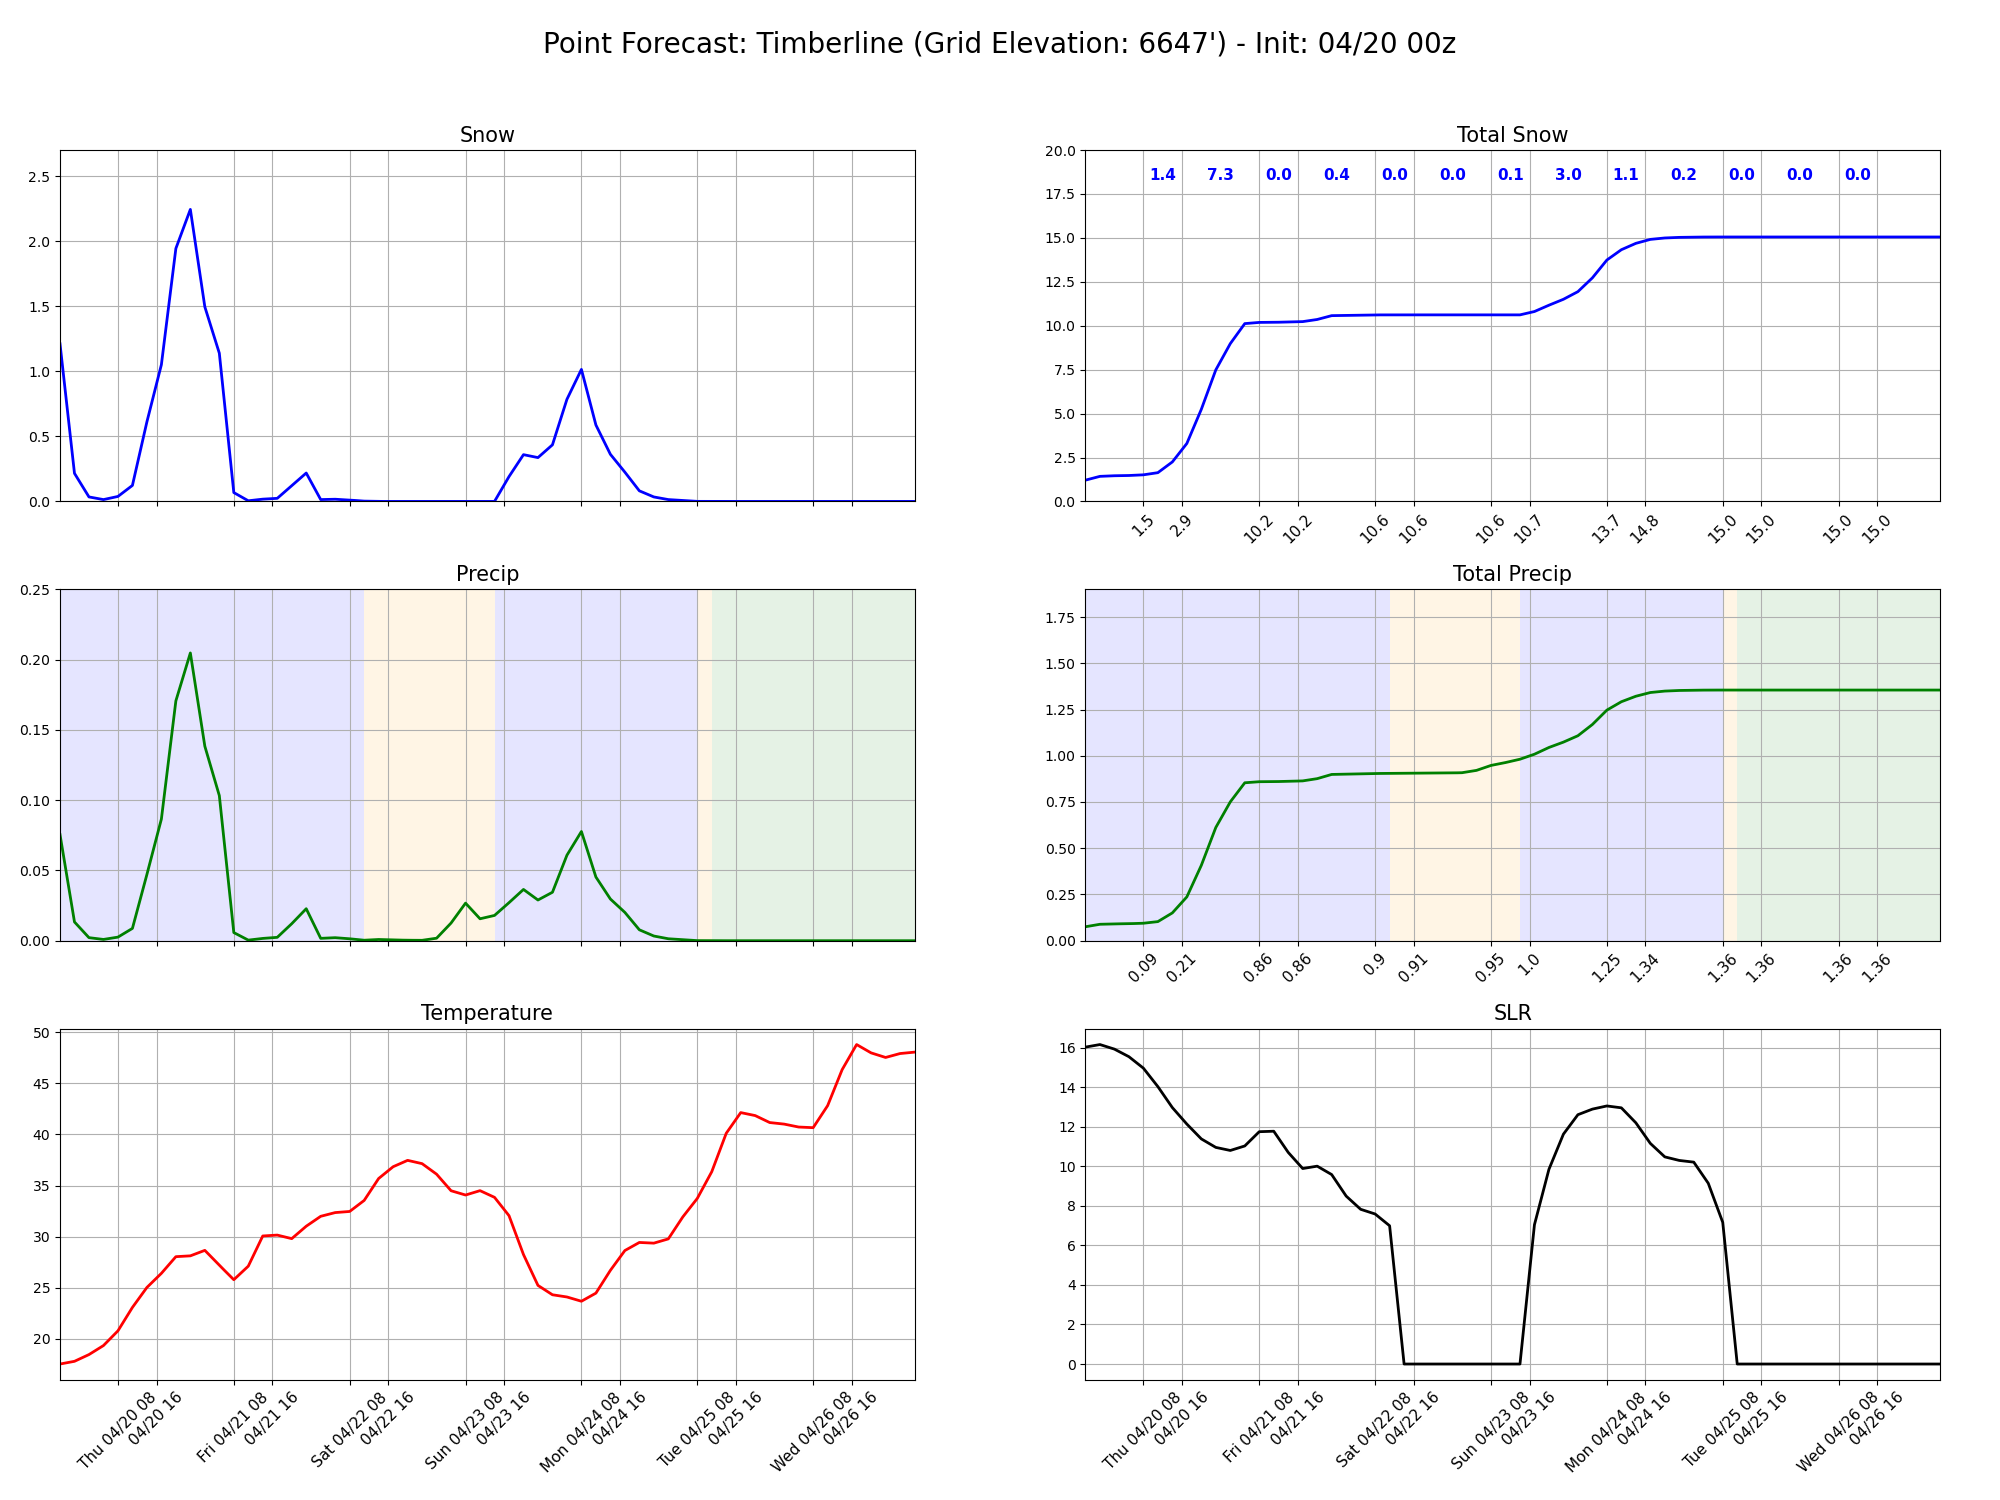 Point Forecast: Timberline (Grid Elevation: 6647') - Init: 04/20 00z
Snow
2.5
2.0
1.5
1.0
0.5
0.0
Total Snow
20.0
17.5
15.0
12.5
10.0
7.5
5.0
2.5
0.0
1.4 7.3 0.0 0.4 0.0 0.0 0.1 3.0 1.1 0.2 0.0 0.0 0.0
1.5 2.9 10.2 10.2 10.6 10.6 10.6 10.7 13.7 14.8 15.0 15.0 15.0 15.0
Precip
0.25
0.20
0.15
0.10
0.05
0.00
Total Precip
1.75
1.50
1.25
1.00
0.75
0.50
0.25
0.00
0.09 0.21 0.86 0.86 0.9 0.91 0.95 1.0 1.25 1.34 1.36 1.36 1.36 1.36
Temperature
50
45
40
35
30
25
20
Thu 04/20 08
04/20 16
Fri 04/21 08
04/21 16
Sat 04/22 08
04/22 16
Sun 04/23 08
04/23 16
Mon 04/24 08
04/24 16
Tue 04/25 08
04/25 16
Wed 04/26 08
04/26 16
SLR
16
14
12
10
8
6
4
2
0
Thu 04/20 08
04/20 16
Fri 04/21 08
04/21 16
Sat 04/22 08
04/22 16
Sun 04/23 08
04/23 16
Mon 04/24 08
04/24 16
Tue 04/25 08
04/25 16
Wed 04/26 08
04/26 16